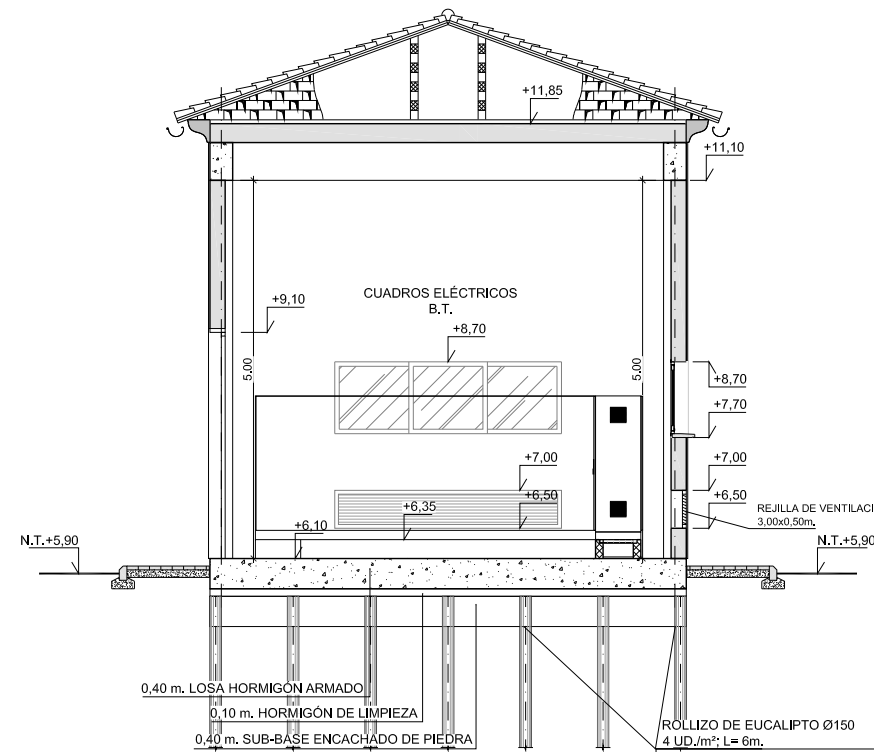 +11,85
+11,10
CUADROS ELÉCTRICOS
B.T.
+9,10
+8,70
5.00
5.00
+8,70
+7,70
+7,00
+7,00
+6,50
+6,50
+6,35
+6,10
REJILLA DE VENTILACI
3,00x0,50m.
N.T.+5,90
N.T.+5,90
0,40 m. LOSA HORMIGÓN ARMADO
0,10 m. HORMIGÓN DE LIMPIEZA
0,40 m. SUB-BASE ENCACHADO DE PIEDRA
ROLLIZO DE EUCALIPTO Ø150
4 UD./m²; L= 6m.